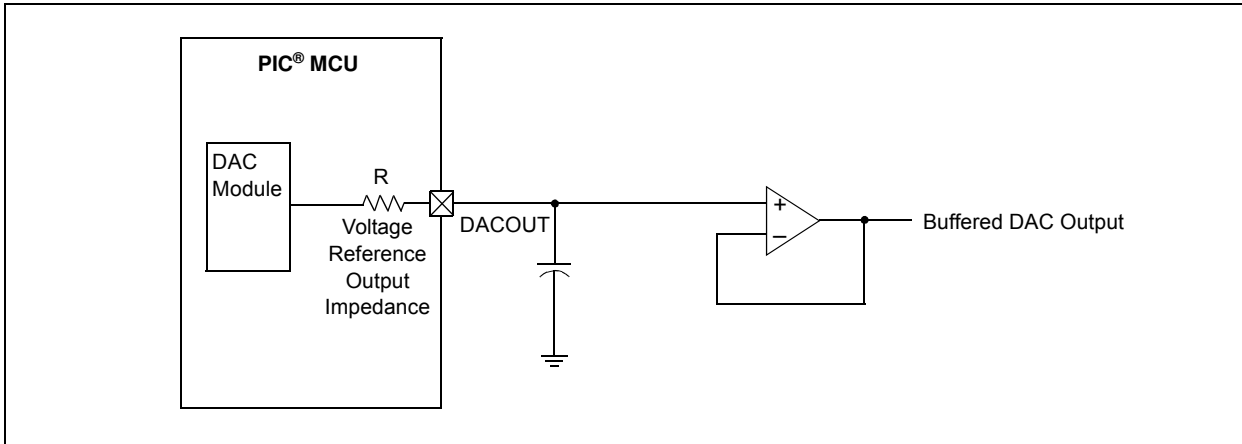 PIC® MCU
DAC
Module
R
Voltage
Reference
Output
Impedance
DACOUT
+
–
Buffered DAC Output